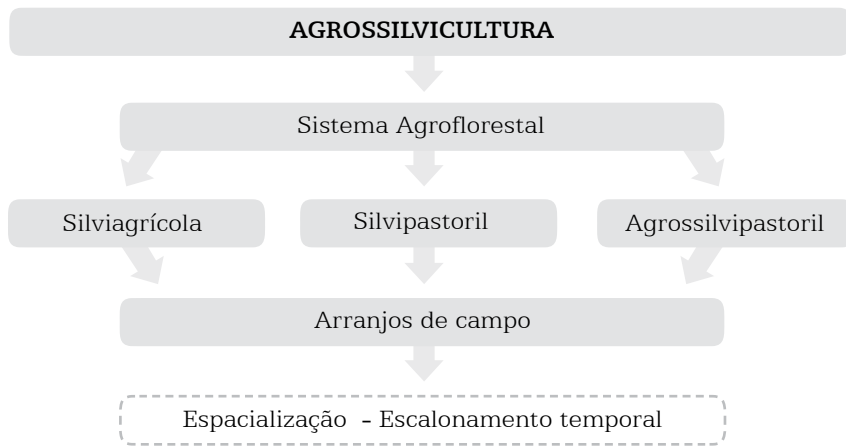 AGROSSILVICULTURA
Sistema Agroflorestal
Silviagrícola
Silvipastoril
Agrossilvipastoril
Arranjos de campo
Espacialização - Escalonamento temporal